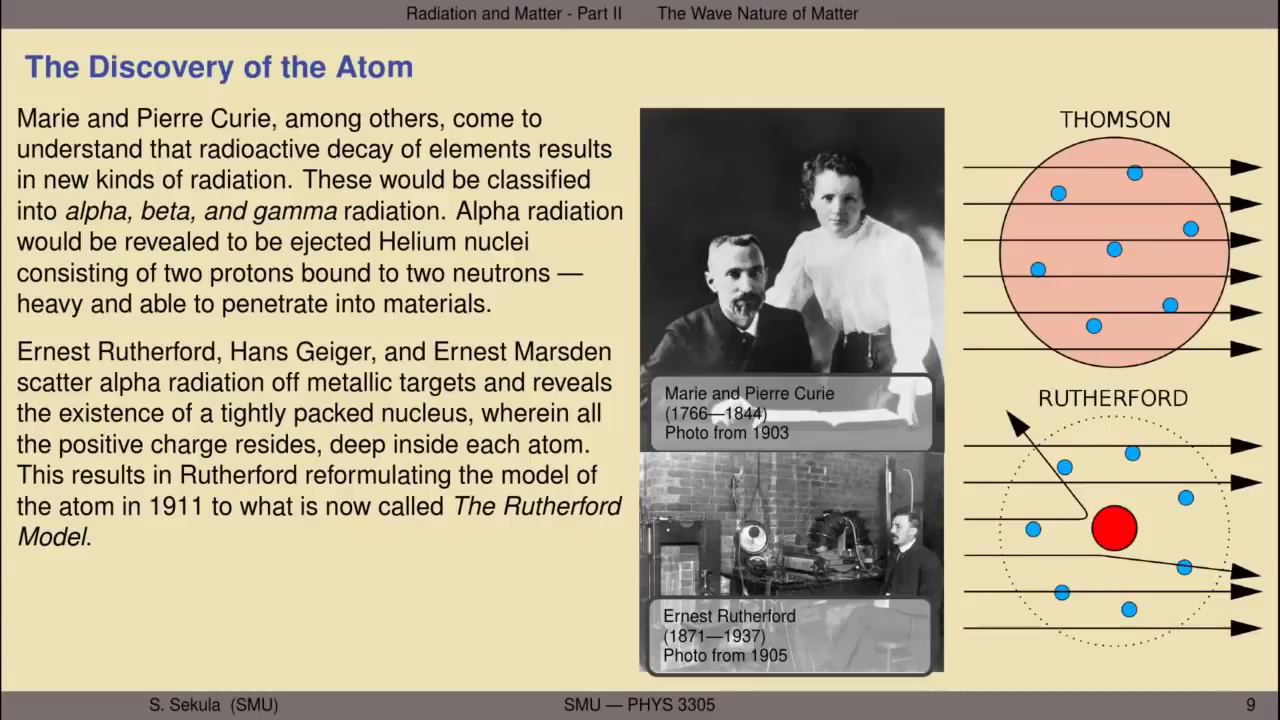 Radiation and Matter - Part II The Wave Nature of Matter
The Discovery of the Atom
Marie and Pierre Curie, among others, come to
understand that radioactive decay of elements results
in new kinds of radiation. These would be classified
into alpha, beta, and gamma radiation. Alpha radiation
would be revealed to be ejected Helium nuclei
consisting of two protons bound to two neutrons —
heavy and able to penetrate into materials.
Ernest Rutherford, Hans Geiger, and Ernest Marsden
scatter alpha radiation off metallic targets and reveals
the existence of a tightly packed nucleus, wherein all
the positive charge resides, deep inside each atom.
This results in Rutherford reformulating the model of
the atom in 1911 to what is now called The Rutherford
Model.
Marie and Pierre Curie
(1766—1844)
Photo from 1903
Ernest Rutherford
(1871—1937)
Photo from 1905
THOMSON
RUTHERFORD
S. Sekula (SMU)
SMU — PHYS 3305
9